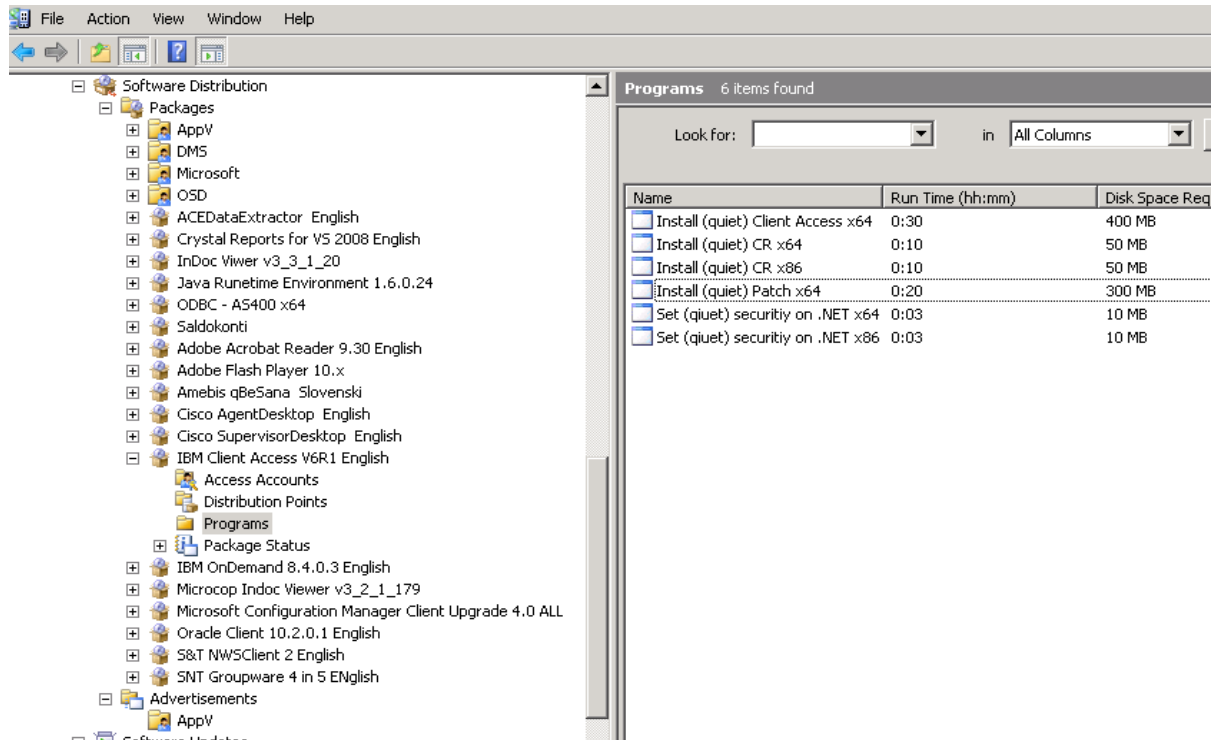 File Action View Window Help
Software Distribution
Packages
AppV
DMS
Microsoft
OSD
ACEDataExtractor English
Crystal Reports for VS 2008 English
InDoc Viwer v3_3_1_20
Java Runetime Environment 1.6.0.24
ODBC - AS400 x64
Saldokonti
Adobe Acrobat Reader 9.30 English
Adobe Flash Player 10.x
Amebis qBeSana Slovenski
Cisco AgentDesktop English
Cisco SupervisorDesktop English
IBM Client Access V6R1 English
Access Accounts
Distribution Points
Programs
Package Status
IBM OnDemand 8.4.0.3 English
Microcop Indoc Viewer v3_2_1_179
Microsoft Configuration Manager Client Upgrade 4.0 ALL
Oracle Client 10.2.0.1 English
S&T NWSClient 2 English
SNT Groupware 4 in 5 ENglish
Advertisements
AppV
Software Updates
Programs 6 items found
Look for: in All Columns
Name Run Time (hh:mm) Disk Space Req
Install (quiet) Client Access x64 0:30 400 MB
Install (quiet) CR x64 0:10 50 MB
Install (quiet) CR x86 0:10 50 MB
Install (quiet) Patch x64 0:20 300 MB
Set (qiuet) securitiy on .NET x64 0:03 10 MB
Set (qiuet) securitiy on .NET x86 0:03 10 MB